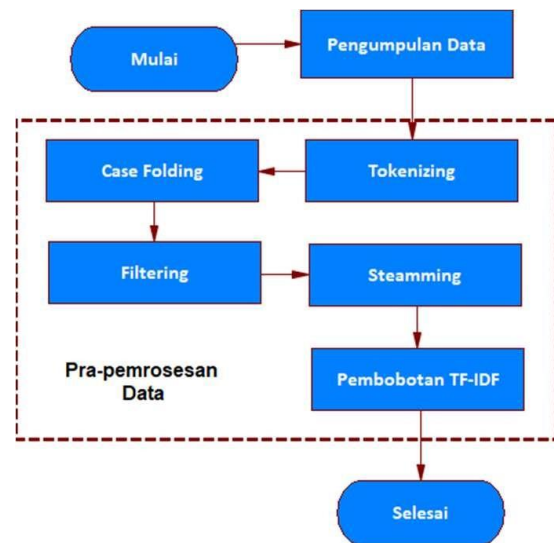 Mulai
Pengumpulan Data
Tokenizing
Case Folding
Filtering
Steamming
Pembobotan TF-IDF
Pra-pemrosesan
Data
Selesai